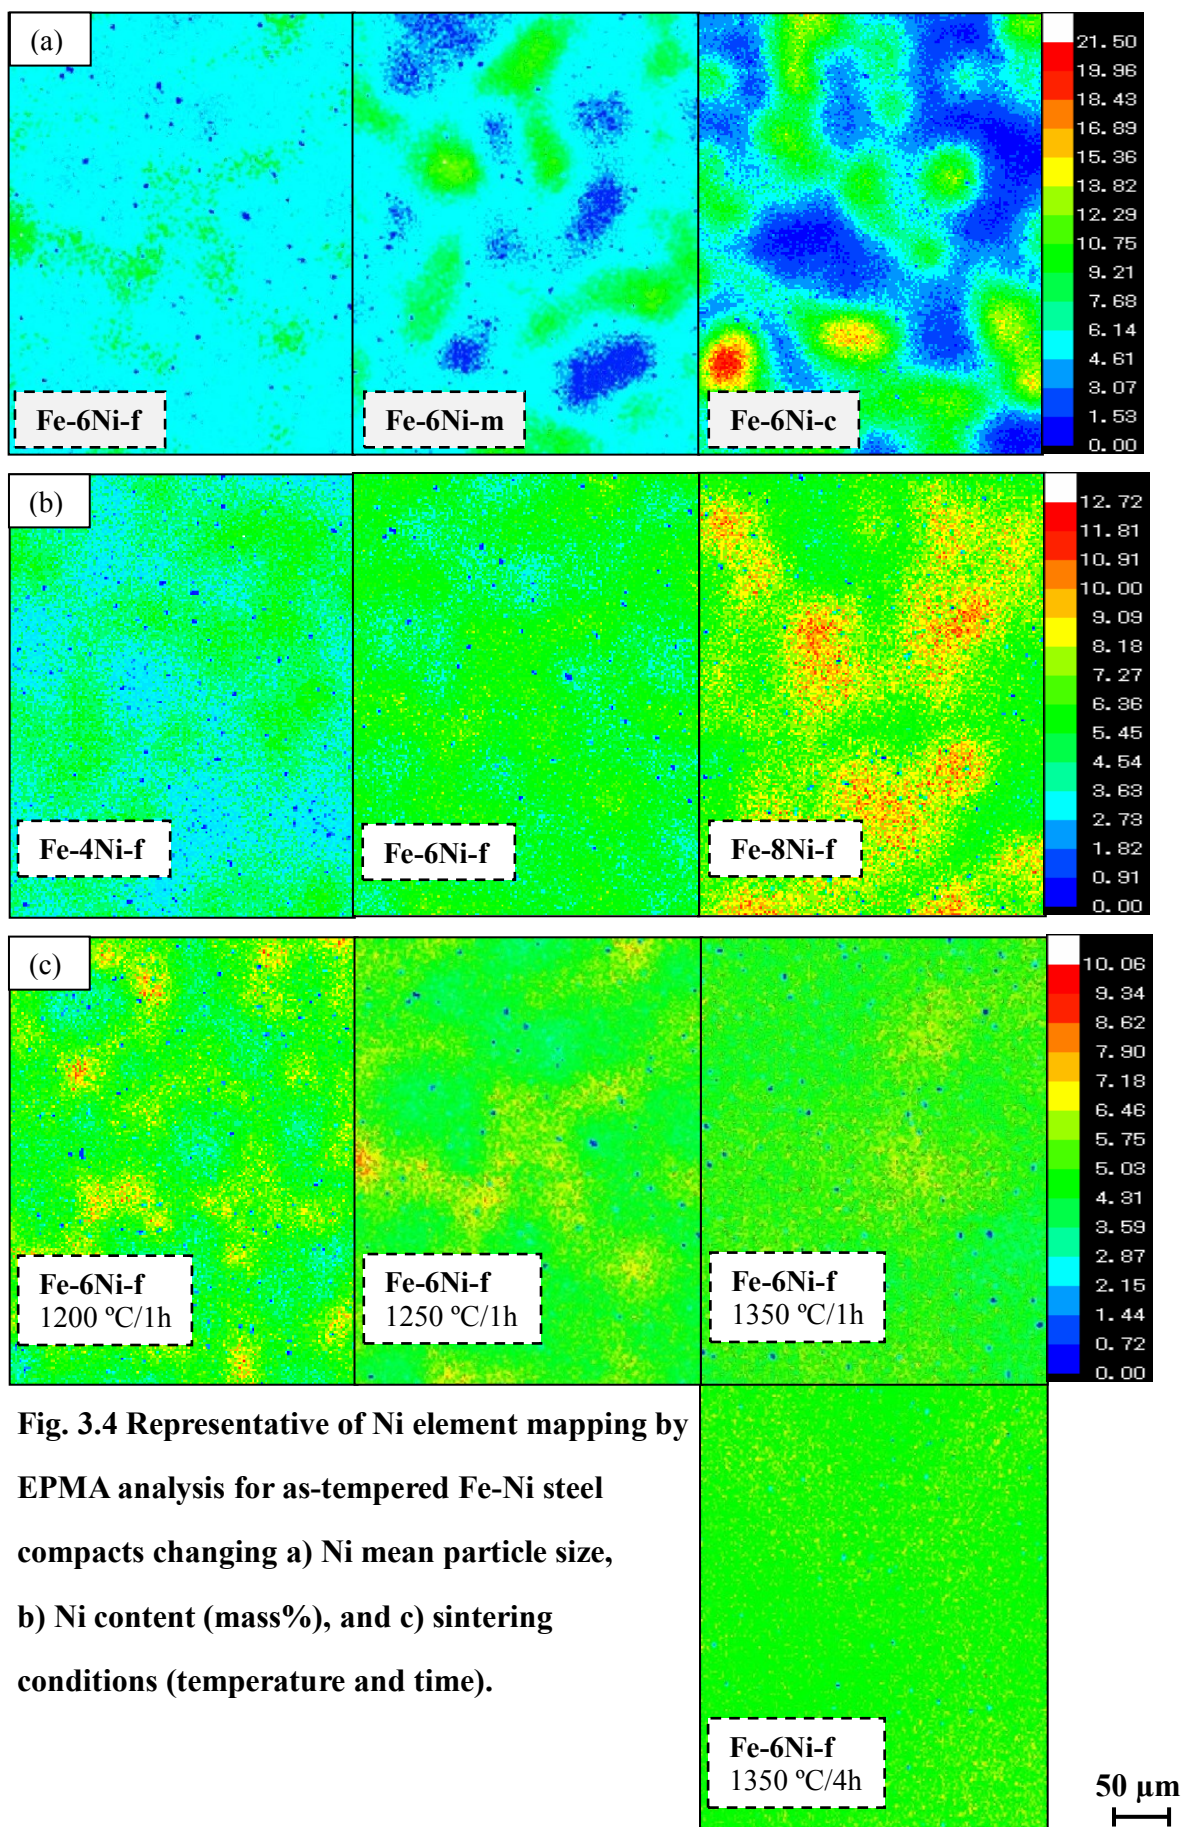 (a)
Fe-6Ni-f
Fe-6Ni-m
Fe-6Ni-c
21.50
19.96
18.43
16.89
15.36
13.82
12.29
10.75
9.21
7.68
6.14
4.61
3.07
1.53
0.00
(b)
Fe-4Ni-f
Fe-6Ni-f
Fe-8Ni-f
12.72
11.81
10.91
10.00
9.09
8.18
7.27
6.36
5.45
4.54
3.63
2.73
1.82
0.91
0.00
(c)
Fe-6Ni-f
1200 ºC/1h
Fe-6Ni-f
1250 ºC/1h
Fe-6Ni-f
1350 ºC/1h
10.06
9.34
8.62
7.90
7.18
6.46
5.75
5.03
4.31
3.59
2.87
2.15
1.44
0.72
0.00
Fig. 3.4 Representative of Ni element mapping by
EPMA analysis for as-tempered Fe-Ni steel
compacts changing a) Ni mean particle size,
b) Ni content (mass%), and c) sintering
conditions (temperature and time).
Fe-6Ni-f
1350 ºC/4h
50 µm